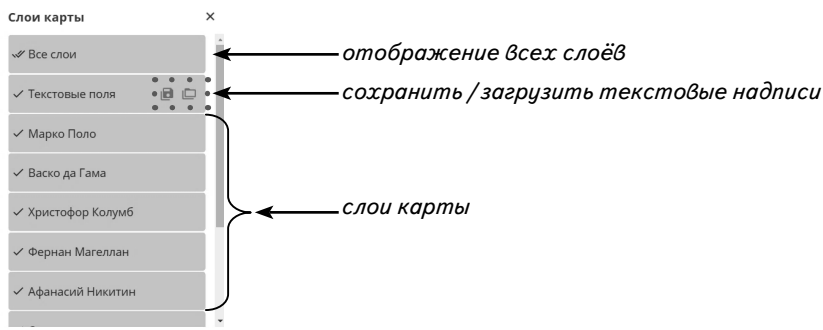 Слои карты
Все слои
отображение всех слоёв
Текстовые поля
сохранить / загрузить текстовые надписи
Марко Поло
Васко да Гама
Христофор Колумб
слои карты
Фернан Магеллан
Афанасий Никитин